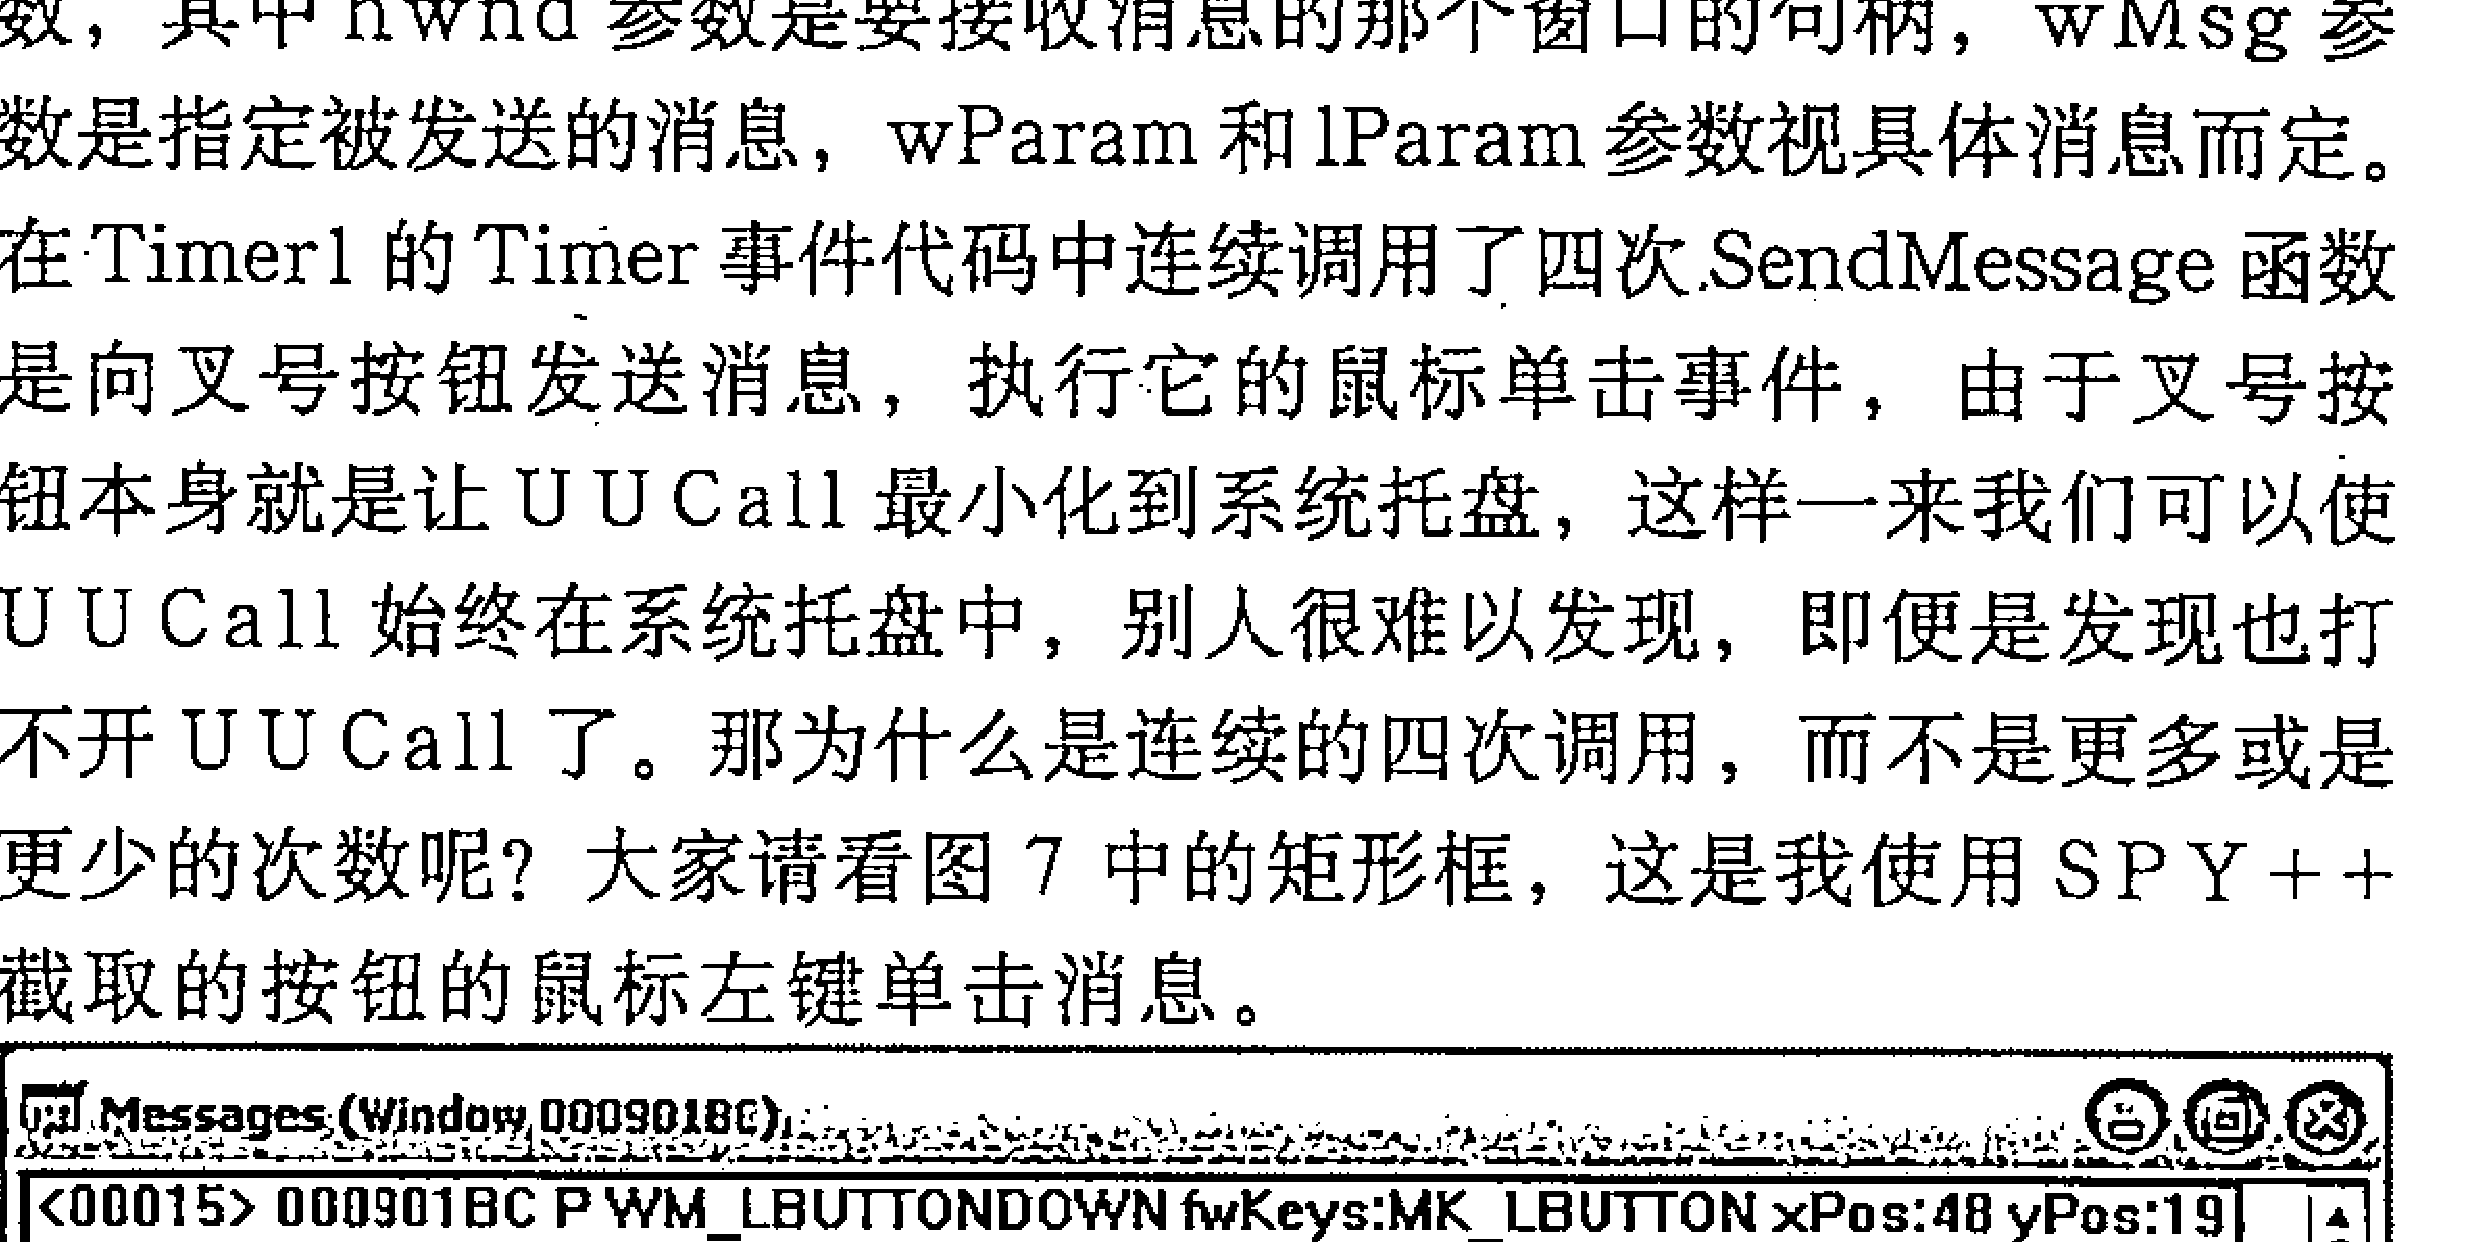 数，其中 hwnd 参数是要接收消息的那个窗口的句柄，wMsg 参
数是指定被发送的消息，wParam 和 lParam 参数视具体消息而定。
在 Timer1 的 Timer 事件代码中连续调用了四次 SendMessage 函数
是向叉号按钮发送消息，执行它的鼠标单击事件，由于叉号按
钮本身就是让 UUCall 最小化到系统托盘，这样一来我们可以使
UUCall 始终在系统托盘中，别人很难以发现，即便是发现也打
不开 UUCall 了。那为什么是连续的四次调用，而不是更多或是
更少的次数呢？大家请看图 7 中的矩形框，这是我使用 SPY++
截取的按钮的鼠标左键单击消息。
Messages (Window 000901BC)
<00015> 000901BC P WM_LBUTTONDOWN fwKeys:MK_LBUTTON xPos:48 yPos:19